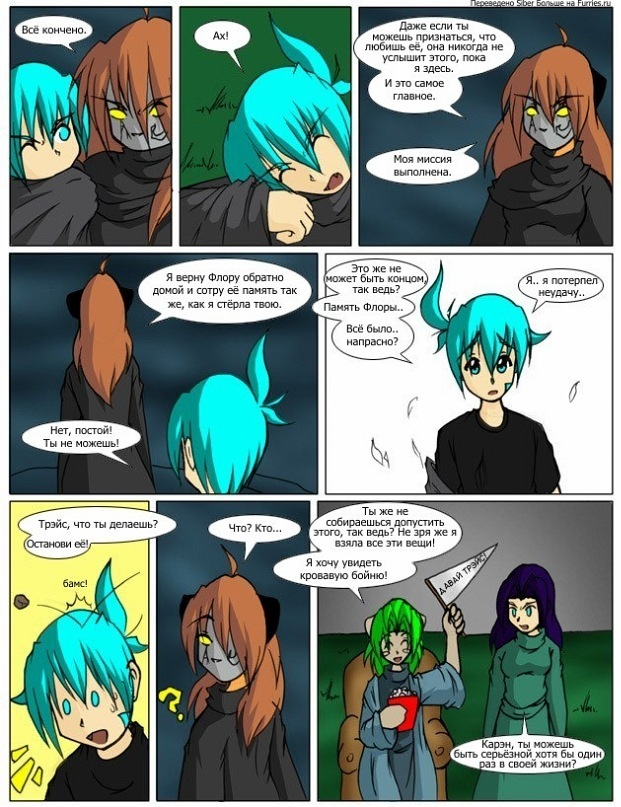 Переведено Siber Больше на Furries.ru
Всё кончено.
Ах!
Даже если ты
можешь признаться, что
любишь её, она никогда не
услышит этого, пока
я здесь.
И это самое
главное.
Моя миссия
выполнена.
Я верну Флору обратно
домой и сотру её память так
же, как я стёрла твою.
Нет, постой!
Ты не можешь!
Это же не
может быть концом,
так ведь?
Память Флоры..
Всё было..
напрасно?
Я.. я потерпел
неудачу..
Трэйс, что ты делаешь?
Останови её!
бамс!
Что? Кто...
?
Ты же не
собираешься допустить
этого, так ведь? Не зря же я
взяла все эти вещи!
Я хочу увидеть
кровавую бойню!
ДАВАЙ ТРЭЙС!
Карэн, ты можешь
быть серьёзной хотя бы один
раз в своей жизни?